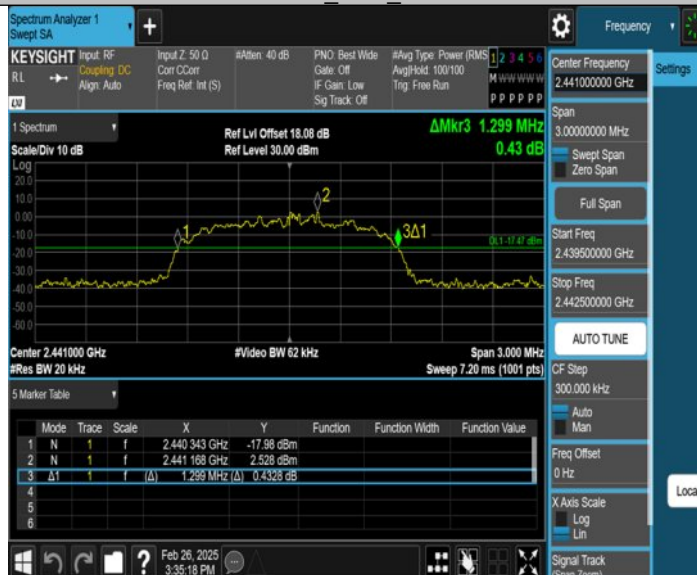 Spectrum Analyzer 1
Swept SA
Frequency
KEYSIGHT
RL
LXI
Input: RF
Coupling: DC
Align: Auto
Input Z: 50 Ω
Corr CCorr
Freq Ref: Int (S)
#Atten: 40 dB
PNO: Best Wide
Gate: Off
IF Gain: Low
Sig Track: Off
#Avg Type: Power (RMS
Avg|Hold: 100/100
Trig: Free Run
1 2 3 4 5 6
M W W W W W
P P P P P P
1 Spectrum
Scale/Div 10 dB
Log
Ref Lvl Offset 18.08 dB
Ref Level 30.00 dBm
ΔMkr3 1.299 MHz
0.43 dB
20.0
10.0
0.00
-10.0
-20.0
-30.0
-40.0
-50.0
-60.0
1
2
3Δ1
DL1 -17.47 dBm
Center 2.441000 GHz
#Res BW 20 kHz
#Video BW 62 kHz
Span 3.000 MHz
Sweep 7.20 ms (1001 pts)
5 Marker Table
Mode Trace Scale X Y Function Function Width Function Value
1 N 1 f 2.440 343 GHz -17.98 dBm
2 N 1 f 2.441 168 GHz 2.528 dBm
3 Δ1 1 f (Δ) 1.299 MHz (Δ) 0.4328 dB
4
5
6
?
Feb 26, 2025
3:35:18 PM
Center Frequency
2.441000000 GHz
Span
3.00000000 MHz
Swept Span
Zero Span
Full Span
Start Freq
2.439500000 GHz
Stop Freq
2.442500000 GHz
AUTO TUNE
CF Step
300.000 kHz
Auto
Man
Freq Offset
0 Hz
X Axis Scale
Log
Lin
Signal Track
(Span Zoom)
Settings
Loca